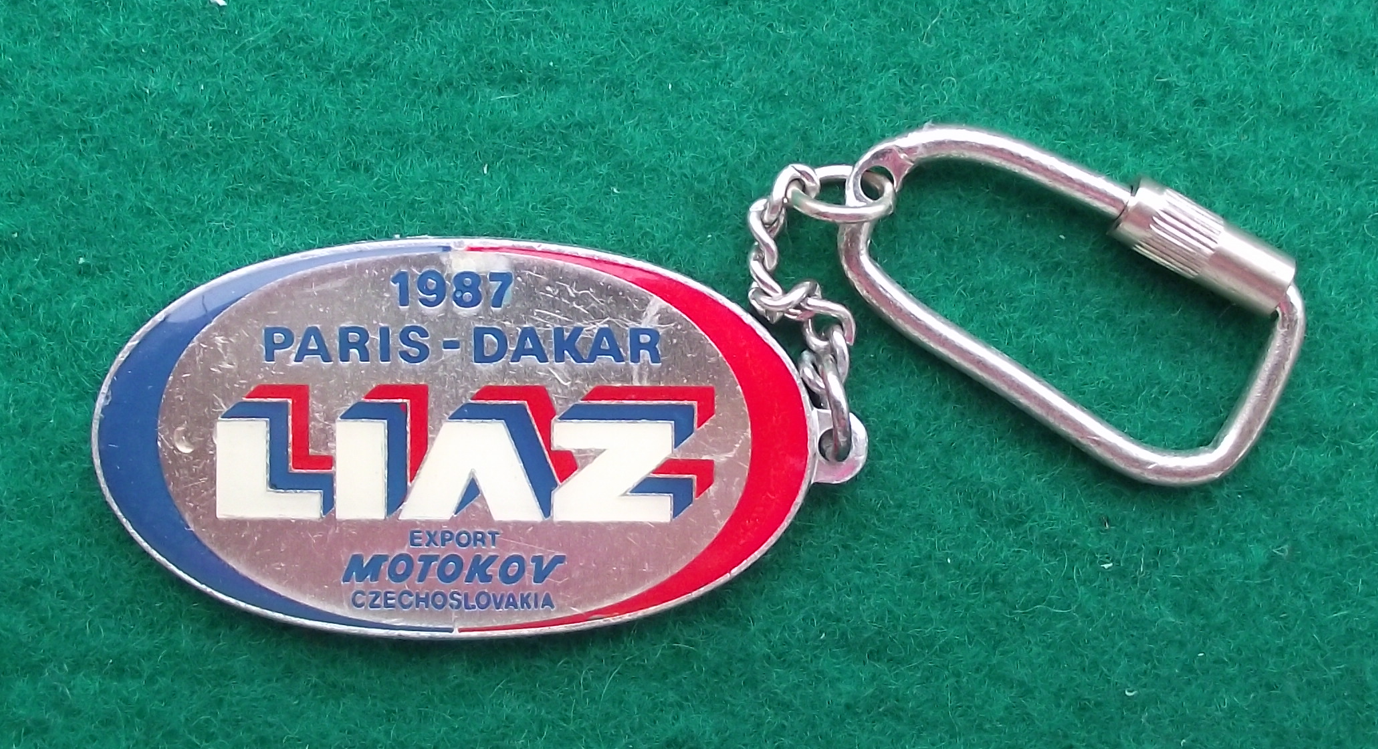 1987
PARIS - DAKAR
LIAZ
EXPORT
MOTOKOV
CZECHOSLOVAKIA